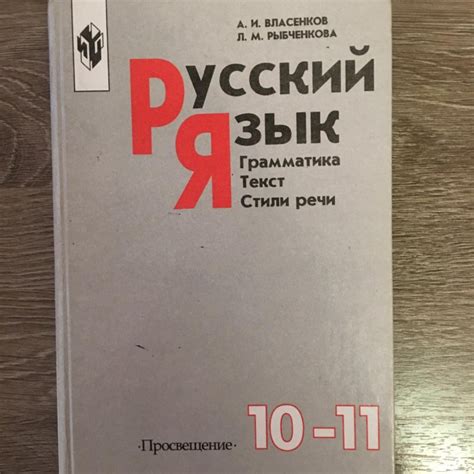 А. И. ВЛАСЕНКОВ
Л. М. РЫБЧЕНКОВА
РУССКИЙ
ЯЗЫК
Грамматика
Текст
Стили речи
10-11
·Просвещение·